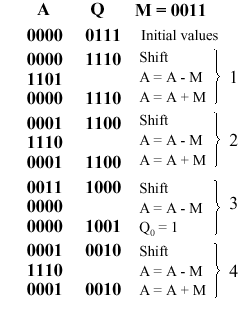 A Q M = 0011
0000 0111 Initial values
0000 1110 Shift
1101 A = A - M 1
0000 1110 A = A + M
0001 1100 Shift
1110 A = A - M 2
0001 1100 A = A + M
0011 1000 Shift
0000 A = A - M 3
0000 1001 Q₀ = 1
0001 0010 Shift
1110 A = A - M 4
0001 0010 A = A + M